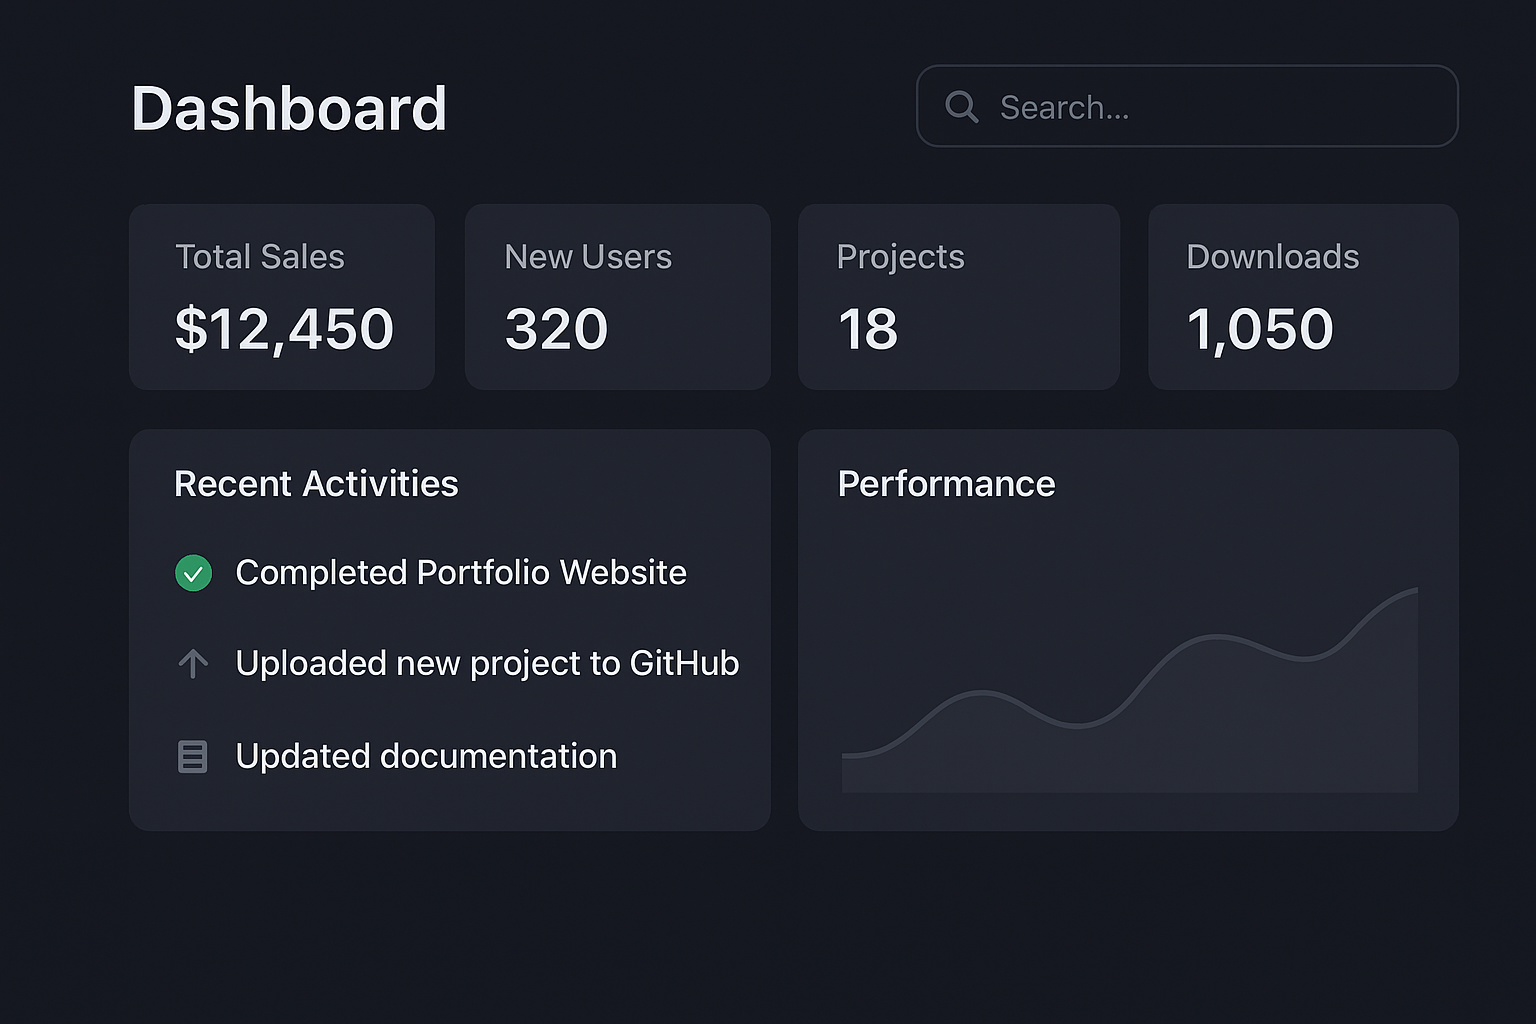 Dashboard
Search...
Total Sales
$12,450
New Users
320
Projects
18
Downloads
1,050
Recent Activities
Completed Portfolio Website
Uploaded new project to GitHub
Updated documentation
Performance